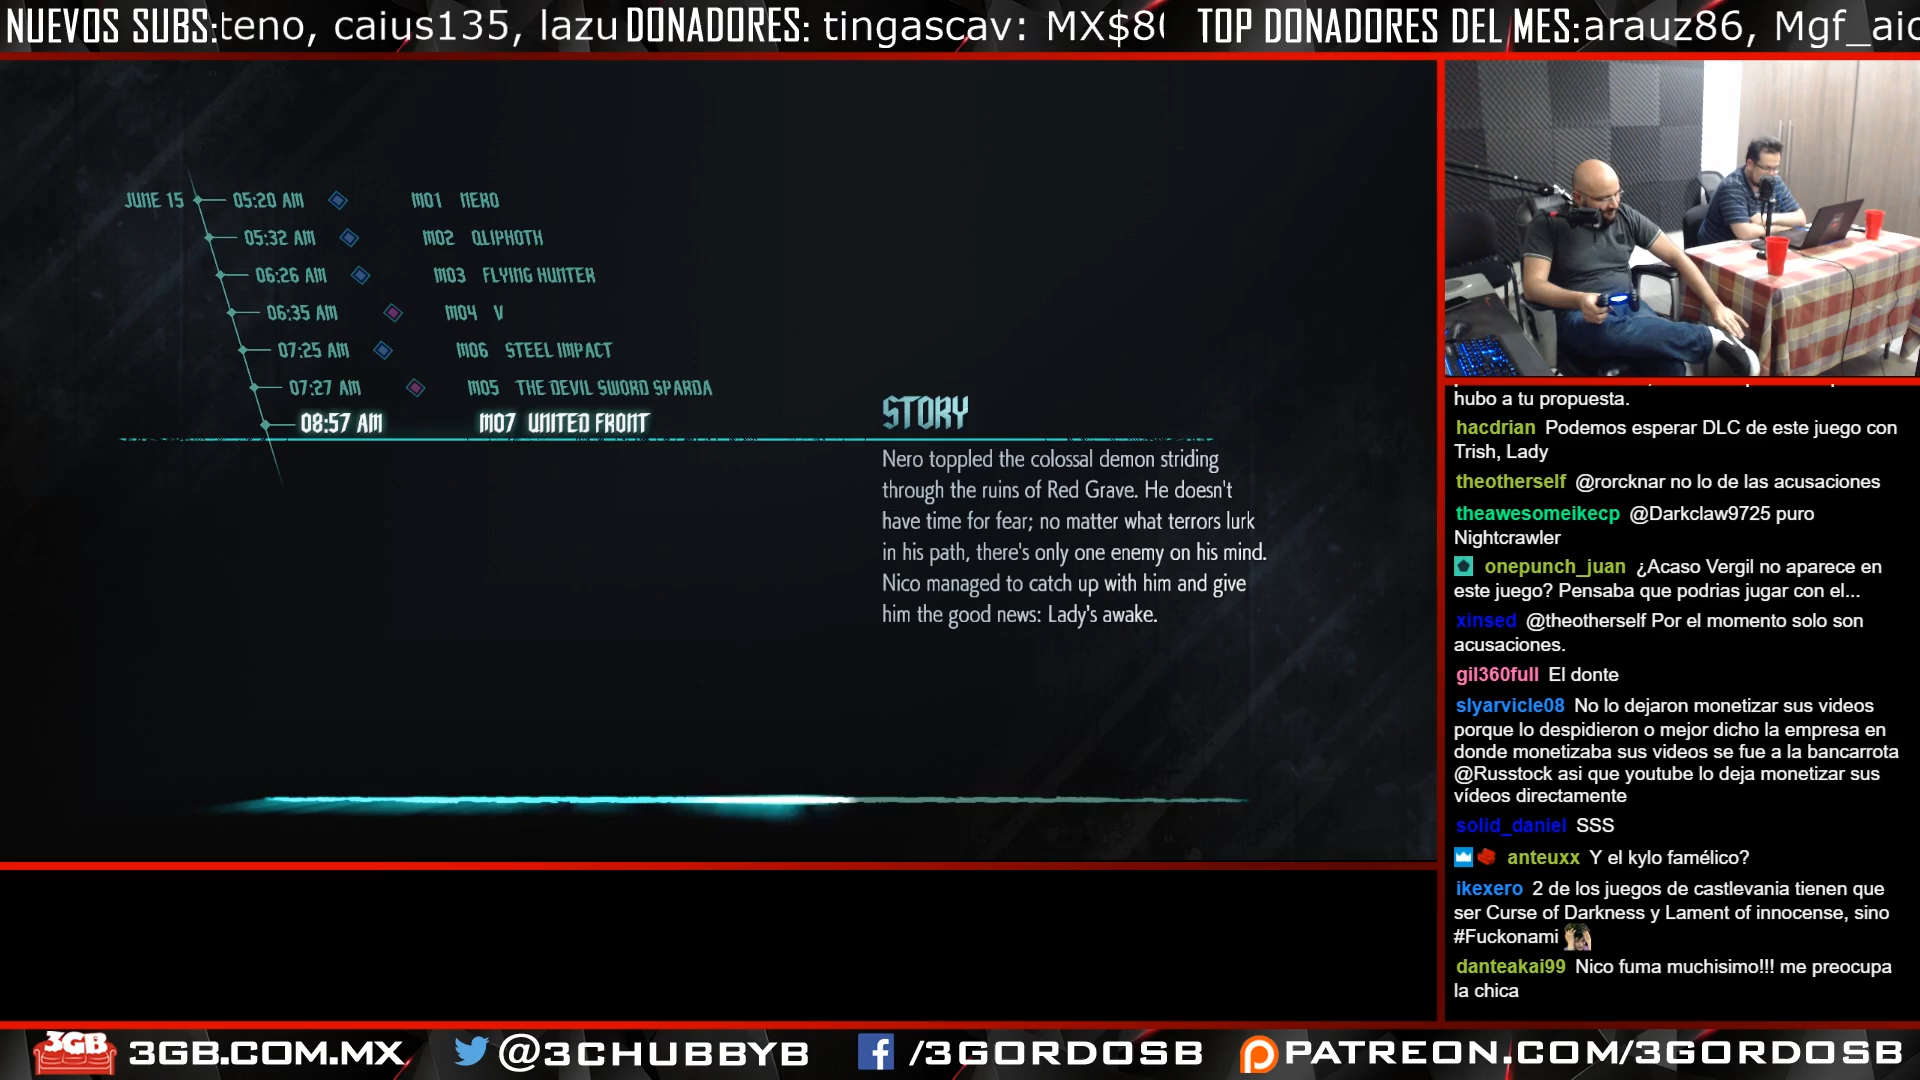 NUEVOS SUBS: teno, caius135, lazu DONADORES: tingascav: MX$8 TOP DONADORES DEL MES: arauz86, Mgf_aic
JUNE 15 05:20 AM M01 NERO
05:32 AM M02 QLIPHOTH
06:26 AM M03 FLYING HUNTER
06:35 AM M04 V
07:25 AM M06 STEEL IMPACT
07:27 AM M05 THE DEVIL SWORD SPARDA
08:57 AM M07 UNITED FRONT
STORY
Nero toppled the colossal demon striding
through the ruins of Red Grave. He doesn't
have time for fear; no matter what terrors lurk
in his path, there's only one enemy on his mind.
Nico managed to catch up with him and give
him the good news: Lady's awake.
hubo a tu propuesta.
hacdrian Podemos esperar DLC de este juego con
Trish, Lady
theotherself @rorcknar no lo de las acusaciones
theawesomeikecp @Darkclaw9725 puro
Nightcrawler
onepunch_juan ¿Acaso Vergil no aparece en
este juego? Pensaba que podrias jugar con el...
xinsed @theotherself Por el momento solo son
acusaciones.
gil360full El donte
slyarvicle08 No lo dejaron monetizar sus videos
porque lo despidieron o mejor dicho la empresa en
donde monetizaba sus videos se fue a la bancarrota
@Russtock asi que youtube lo deja monetizar sus
vídeos directamente
solid_daniel SSS
anteuxx Y el kylo famélico?
ikexero 2 de los juegos de castlevania tienen que
ser Curse of Darkness y Lament of innocense, sino
#Fuckonami
danteakai99 Nico fuma muchisimo!!! me preocupa
la chica
3GB 3GB.COM.MX @3CHUBBYB /3GORDOSB PATREON.COM/3GORDOSB